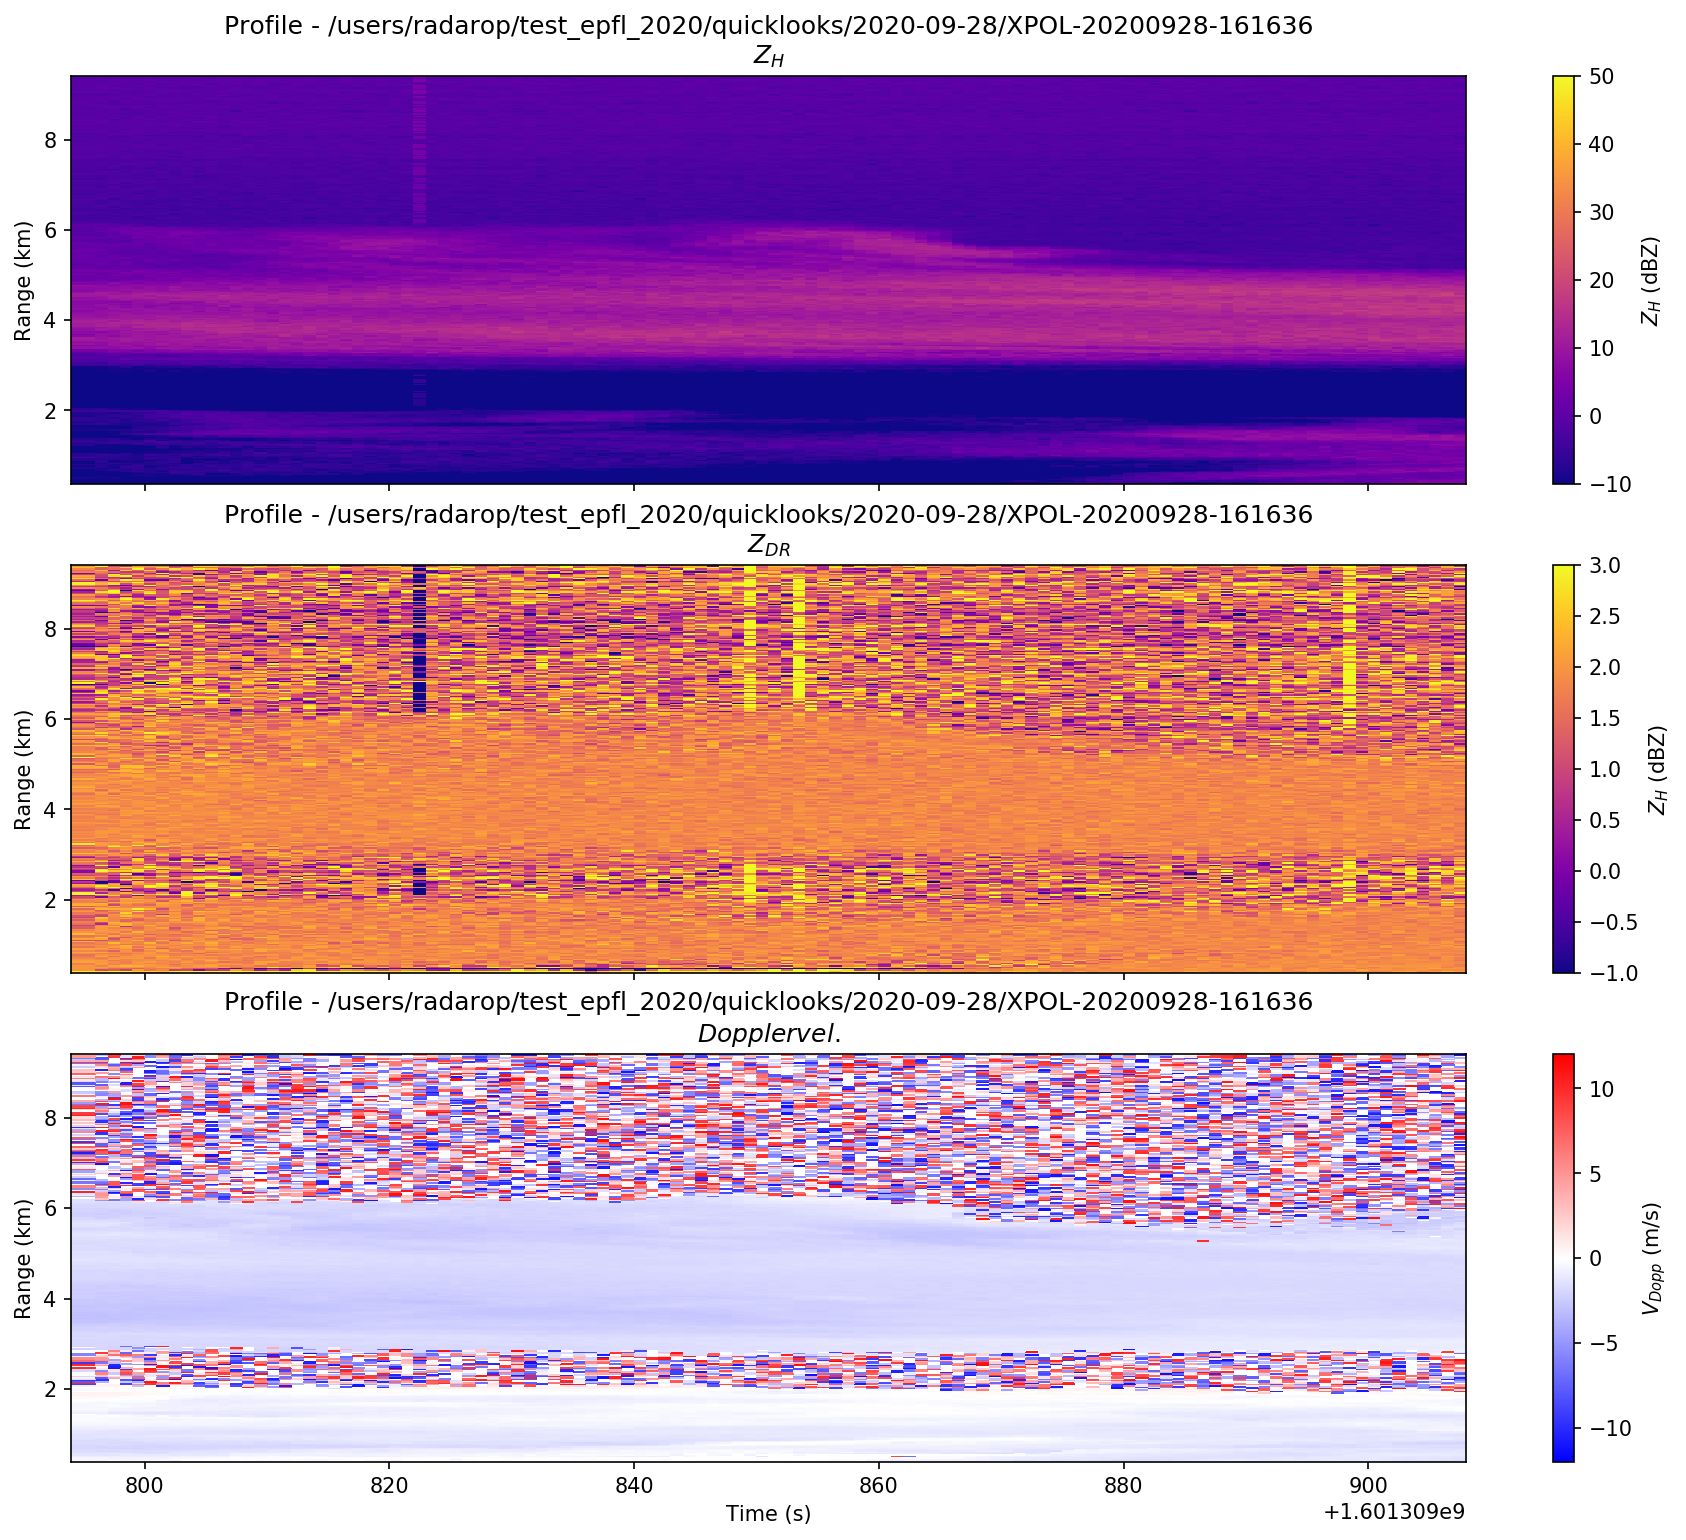 Profile - /users/radarop/test_epfl_2020/quicklooks/2020-09-28/XPOL-20200928-161636
Z_H
Range (km)
8
6
4
2
50
40
30
20
10
0
−10
Z_H (dBZ)
Profile - /users/radarop/test_epfl_2020/quicklooks/2020-09-28/XPOL-20200928-161636
Z_DR
Range (km)
8
6
4
2
3.0
2.5
2.0
1.5
1.0
0.5
0.0
−0.5
−1.0
Z_H (dBZ)
Profile - /users/radarop/test_epfl_2020/quicklooks/2020-09-28/XPOL-20200928-161636
Dopplervel.
Range (km)
8
6
4
2
10
5
0
−5
−10
V_Dopp (m/s)
800 820 840 860 880 900
Time (s)
+1.601309e9